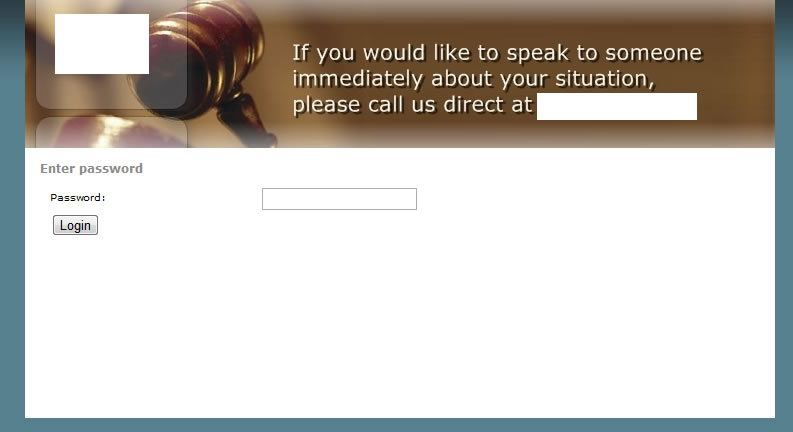 If you would like to speak to someone
immediately about your situation,
please call us direct at
Enter password
Password:
Login